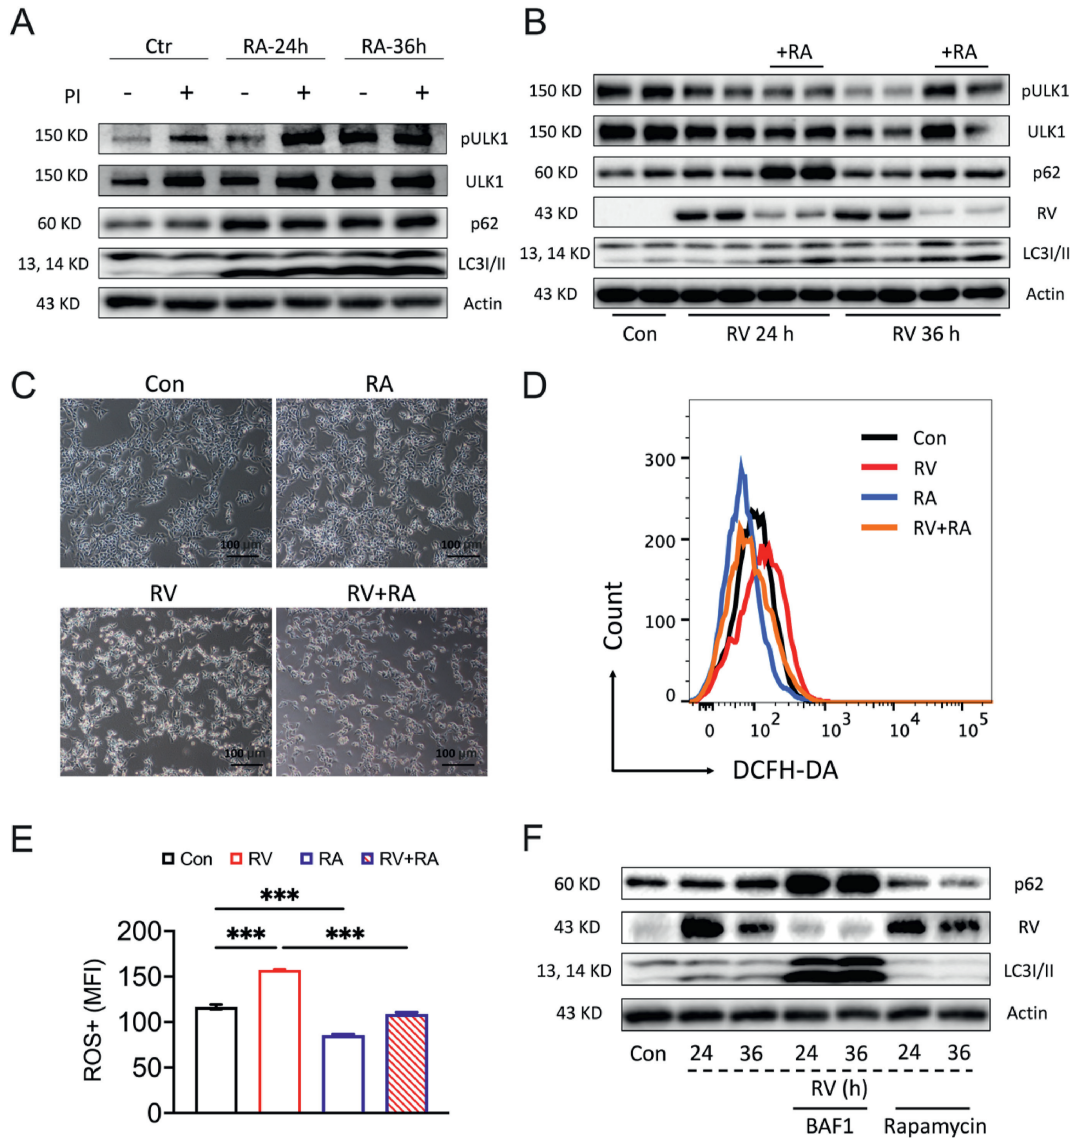 A
Ctr RA-24h RA-36h
PI - + - + - +
150 KD pULK1
150 KD ULK1
60 KD p62
13, 14 KD LC3I/II
43 KD Actin
B
+RA +RA
150 KD pULK1
150 KD ULK1
60 KD p62
43 KD RV
13, 14 KD LC3I/II
43 KD Actin
Con RV 24 h RV 36 h
C
Con RA
100 μm 100 μm
RV RV+RA
100 μm 100 μm
D
Con
RV
RA
RV+RA
300
200
100
0
Count
0 10² 10³ 10⁴ 10⁵
DCFH-DA
E
Con RV RA RV+RA
***
*** ***
200
150
100
50
0
ROS+ (MFI)
F
60 KD p62
43 KD RV
13, 14 KD LC3I/II
43 KD Actin
Con 24 36 24 36 24 36
RV (h)
BAF1 Rapamycin